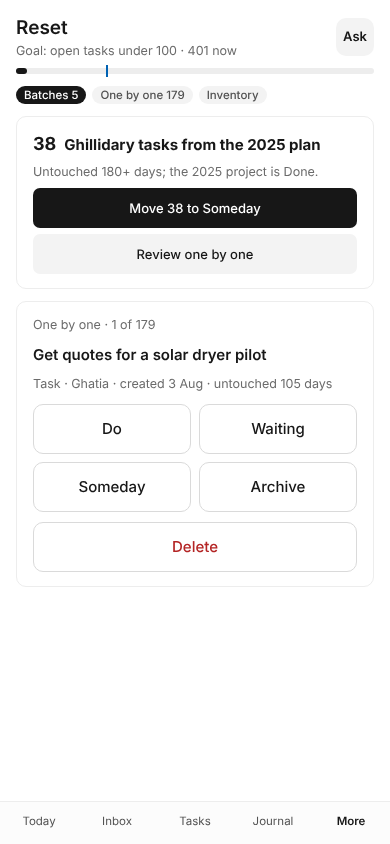 Reset
Goal: open tasks under 100 · 401 now
Ask
Batches 5
One by one 179
Inventory
38 Ghillidary tasks from the 2025 plan
Untouched 180+ days; the 2025 project is Done.
Move 38 to Someday
Review one by one
One by one · 1 of 179
Get quotes for a solar dryer pilot
Task · Ghatia · created 3 Aug · untouched 105 days
Do
Waiting
Someday
Archive
Delete
Today
Inbox
Tasks
Journal
More